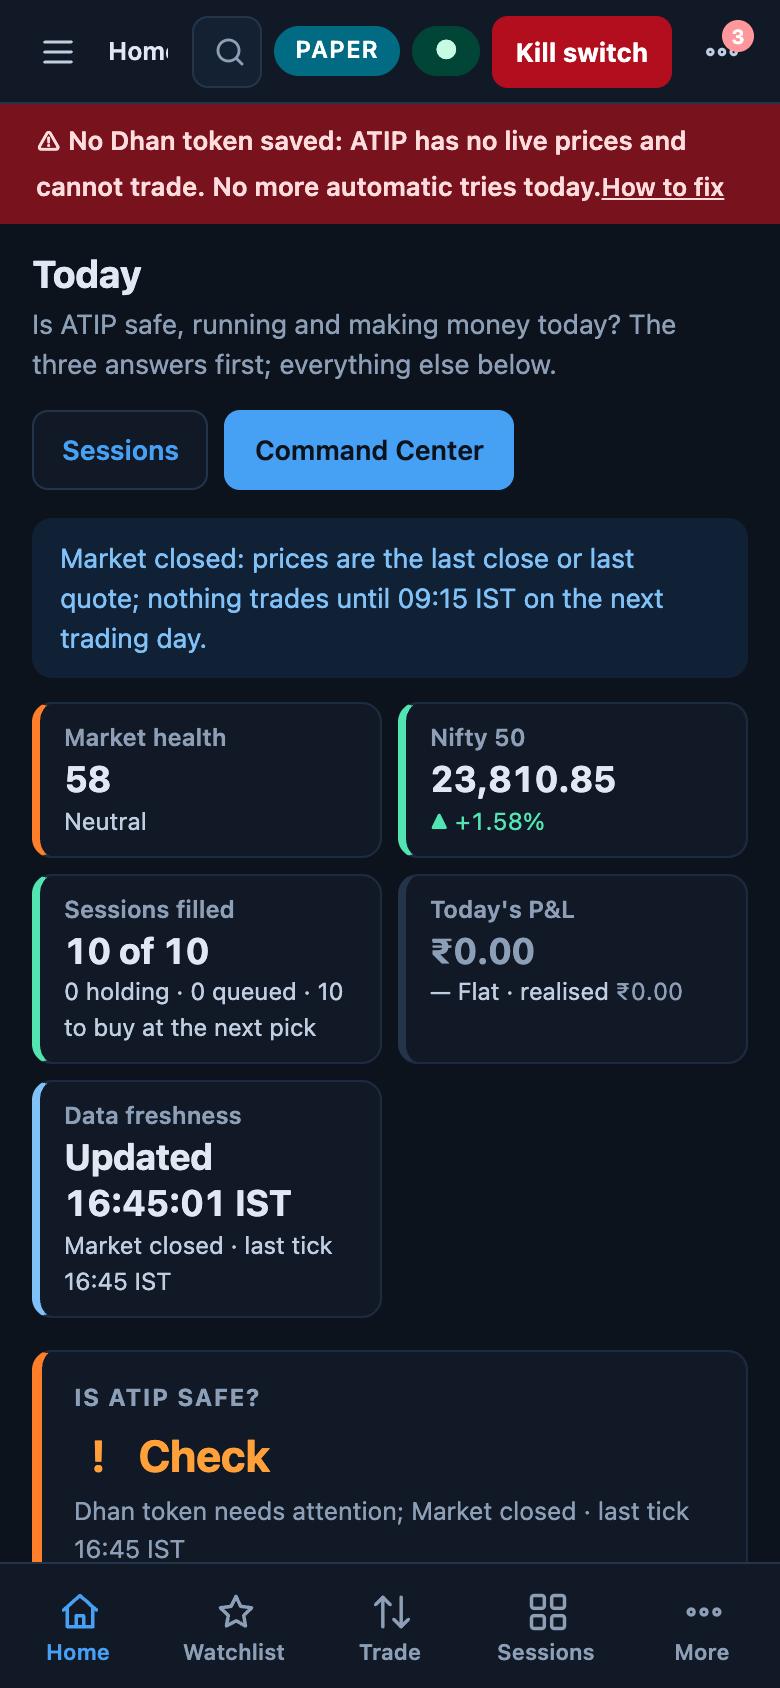 Home
PAPER
Kill switch
3
⚠ No Dhan token saved: ATIP has no live prices and
cannot trade. No more automatic tries today.How to fix
Today
Is ATIP safe, running and making money today? The
three answers first; everything else below.
Sessions
Command Center
Market closed: prices are the last close or last
quote; nothing trades until 09:15 IST on the next
trading day.
Market health
58
Neutral
Nifty 50
23,810.85
▲ +1.58%
Sessions filled
10 of 10
0 holding · 0 queued · 10
to buy at the next pick
Today's P&L
₹0.00
— Flat · realised ₹0.00
Data freshness
Updated
16:45:01 IST
Market closed · last tick
16:45 IST
IS ATIP SAFE?
! Check
Dhan token needs attention; Market closed · last tick
16:45 IST
Home
Watchlist
Trade
Sessions
More